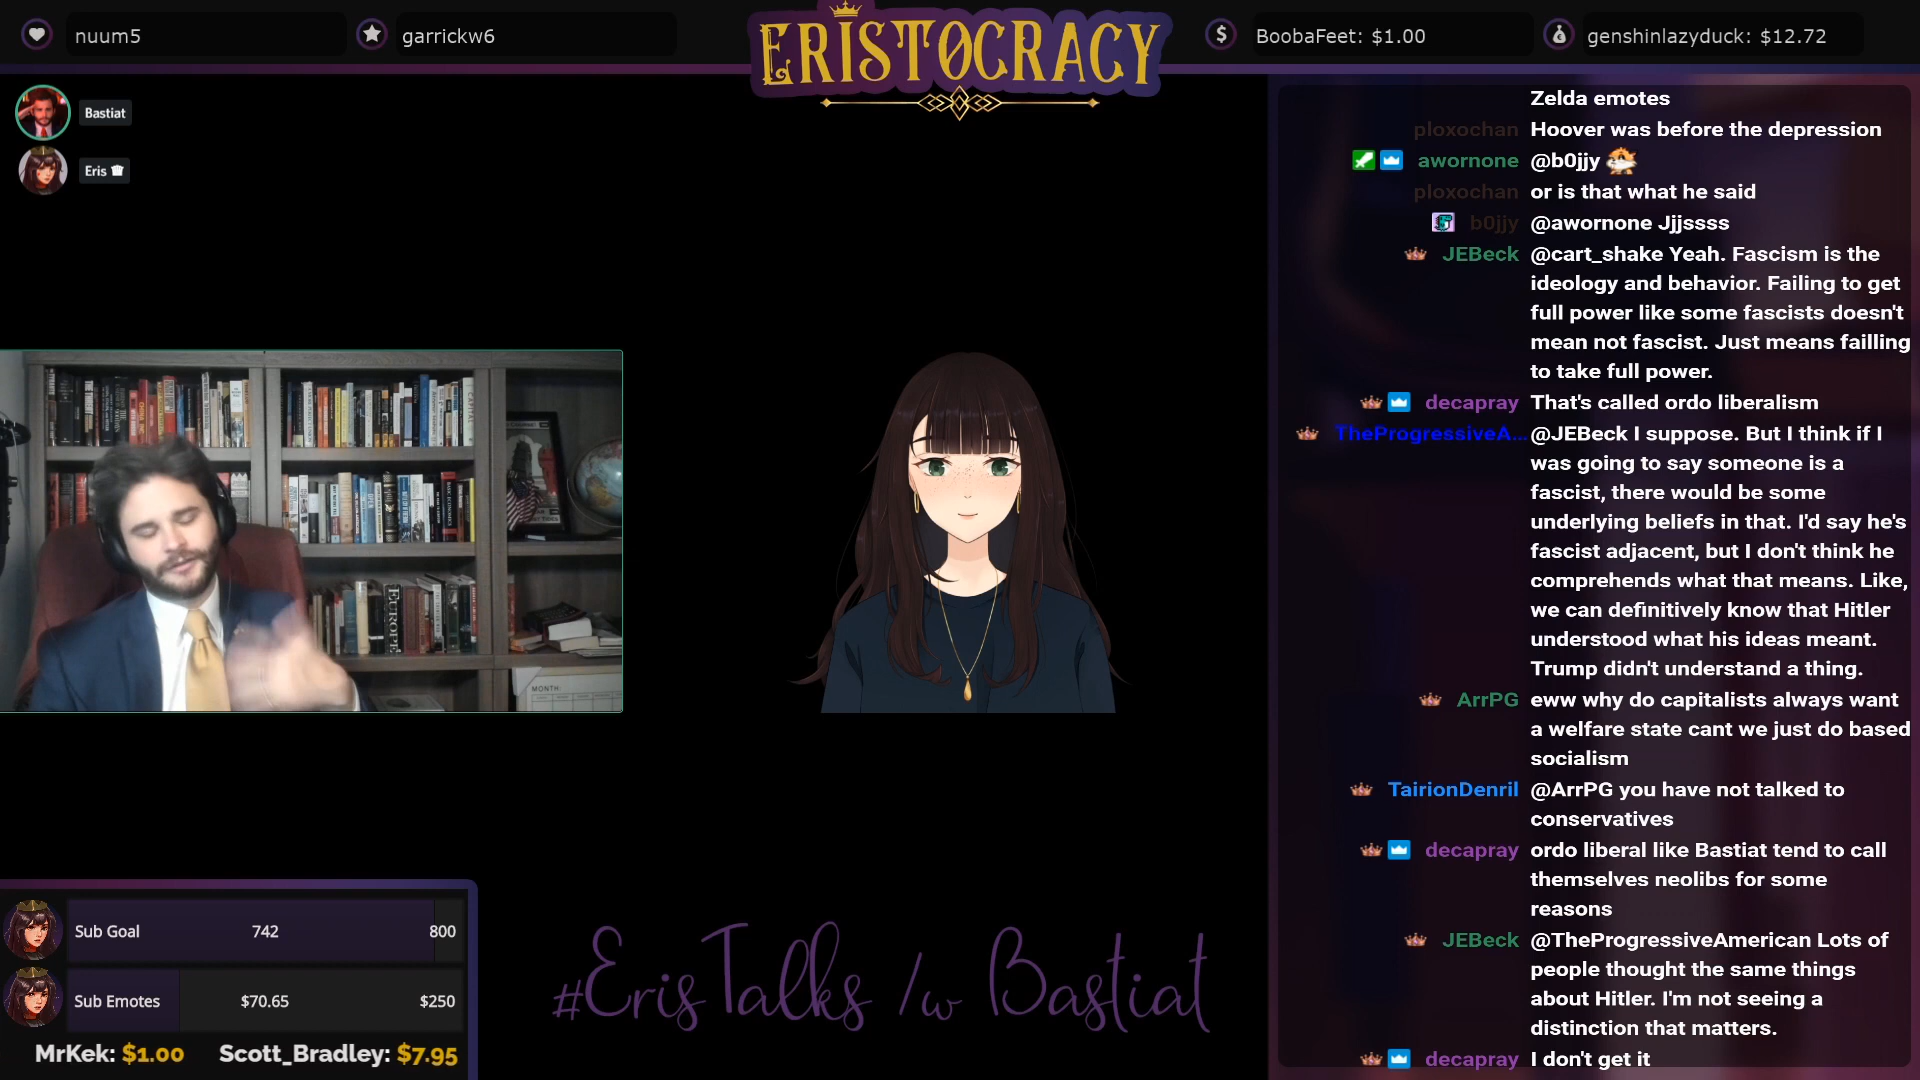 nuum5
garrickw6
ERISTOCRACY
BoobaFeet: $1.00
genshinlazyduck: $12.72
Bastiat
Eris
EUROPE
MONTH:
Zelda emotes
ploxochan Hoover was before the depression
awornone @b0jjy
ploxochan or is that what he said
b0jjy @awornone Jjjssss
JEBeck @cart_shake Yeah. Fascism is the
ideology and behavior. Failing to get
full power like some fascists doesn't
mean not fascist. Just means failling
to take full power.
decapray That's called ordo liberalism
TheProgressiveA... @JEBeck I suppose. But I think if I
was going to say someone is a
fascist, there would be some
underlying beliefs in that. I'd say he's
fascist adjacent, but I don't think he
comprehends what that means. Like,
we can definitively know that Hitler
understood what his ideas meant.
Trump didn't understand a thing.
ArrPG eww why do capitalists always want
a welfare state cant we just do based
socialism
TairionDenril @ArrPG you have not talked to
conservatives
decapray ordo liberal like Bastiat tend to call
themselves neolibs for some
reasons
JEBeck @TheProgressiveAmerican Lots of
people thought the same things
about Hitler. I'm not seeing a
distinction that matters.
decapray I don't get it
Sub Goal 742 800
Sub Emotes $70.65 $250
MrKek: $1.00 Scott_Bradley: $7.95
#ErisTalks /w Bastiat